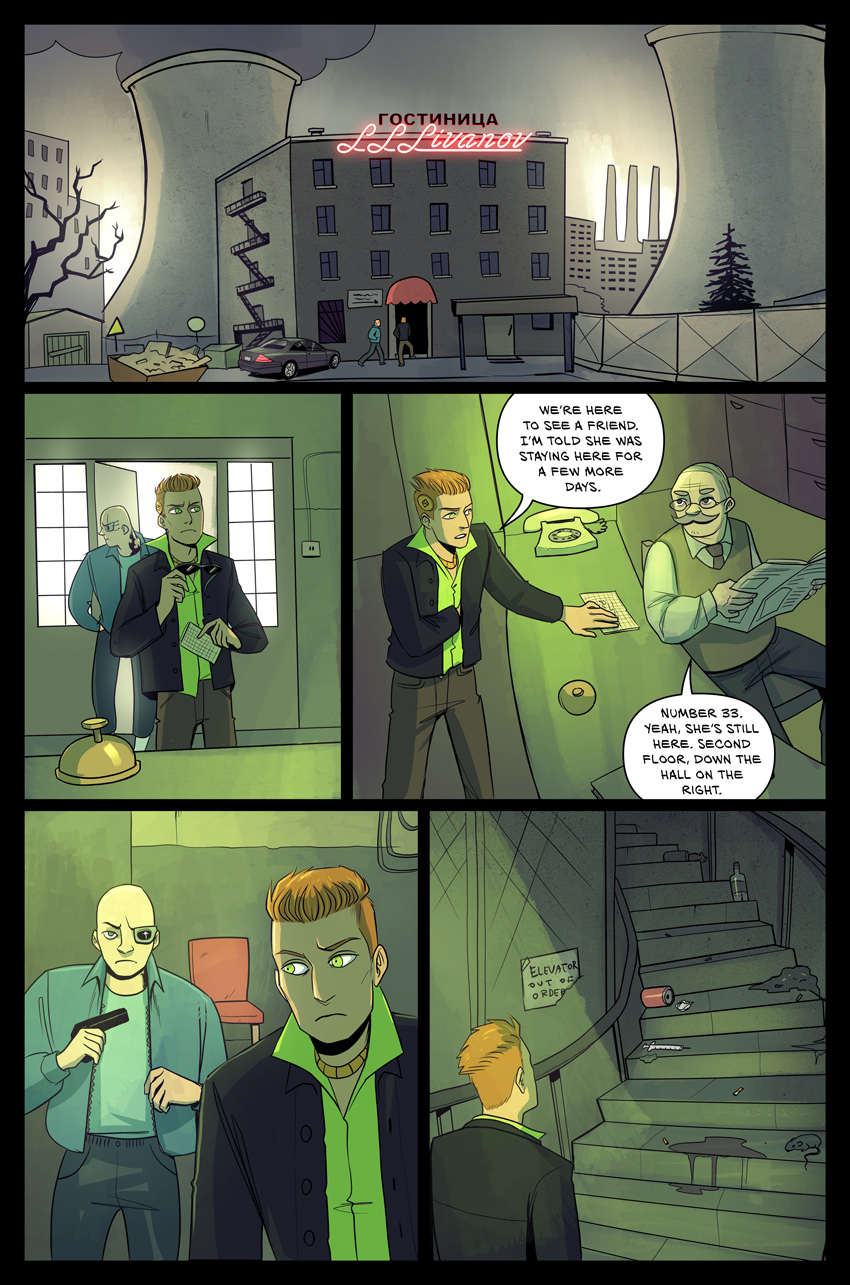 ГОСТИНИЦА
LLLivanov
WE'RE HERE
TO SEE A FRIEND.
I'M TOLD SHE WAS
STAYING HERE FOR
A FEW MORE
DAYS.
NUMBER 33.
YEAH, SHE'S STILL
HERE. SECOND
FLOOR, DOWN THE
HALL ON THE
RIGHT.
ELEVATOR
OUT OF
ORDER